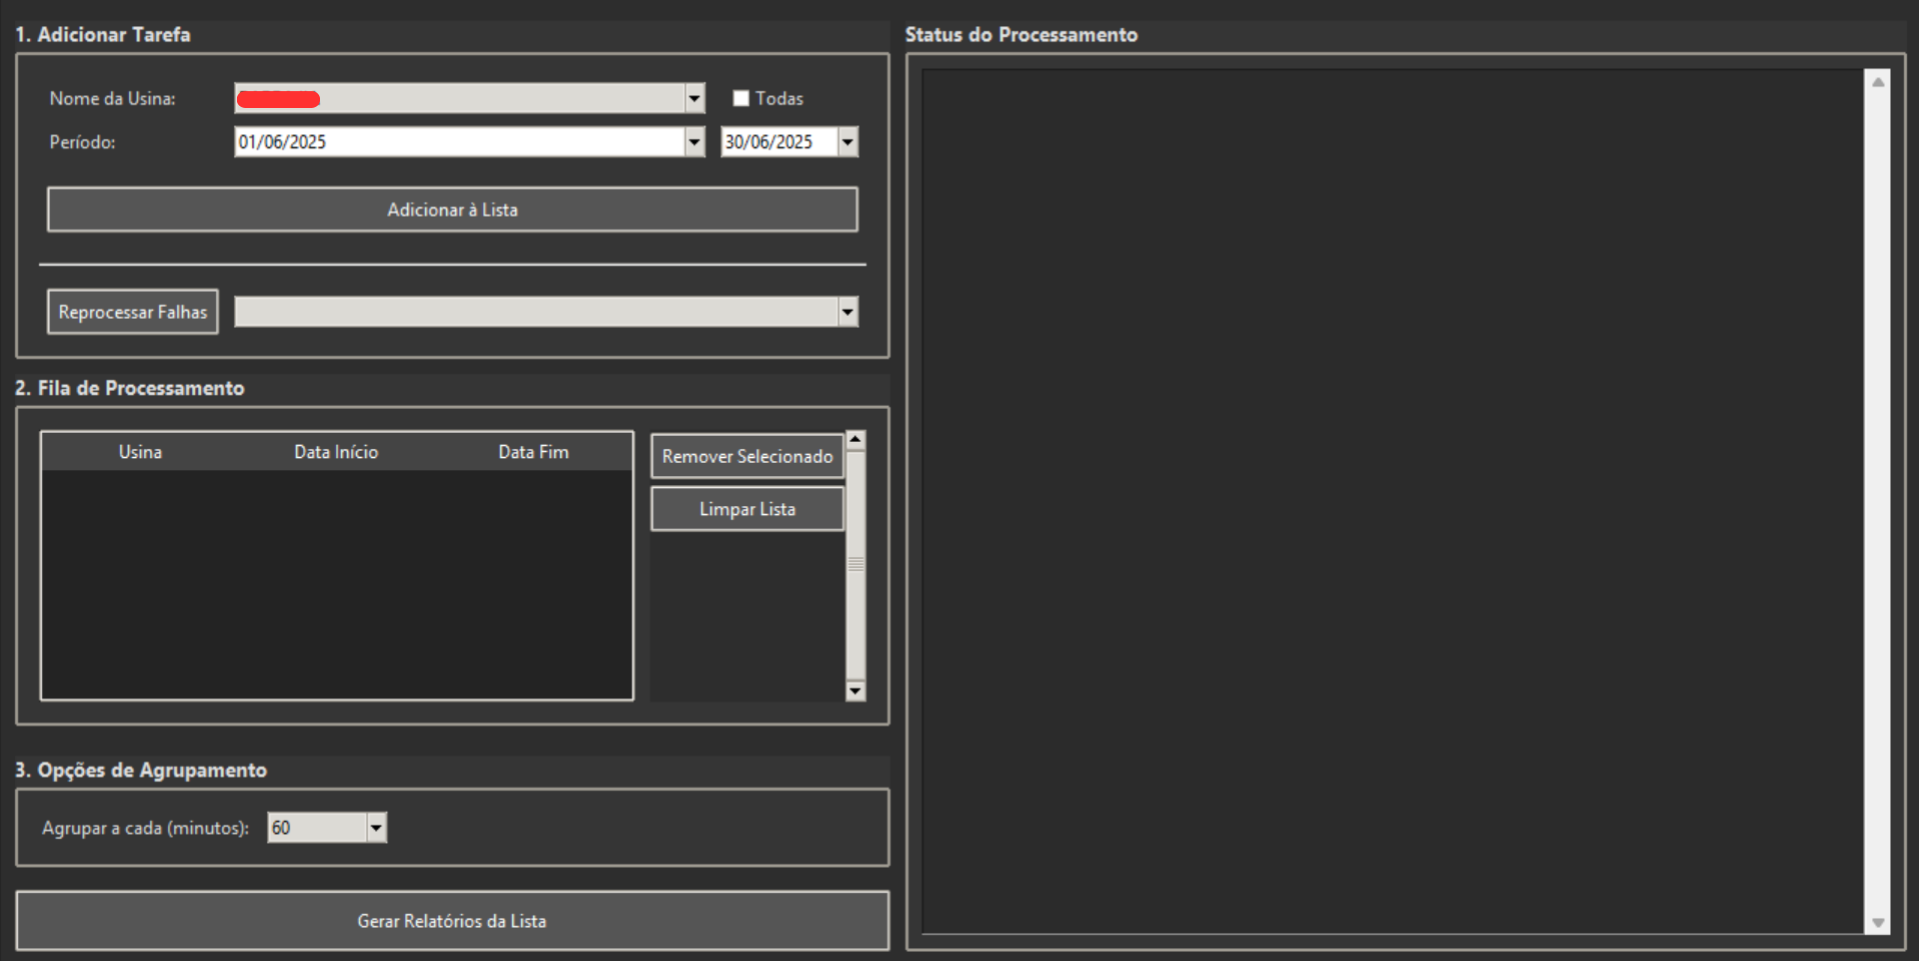 1. Adicionar Tarefa
Nome da Usina:
Todas
Período:
01/06/2025
30/06/2025
Adicionar à Lista
Reprocessar Falhas
2. Fila de Processamento
Usina Data Início Data Fim
Remover Selecionado
Limpar Lista
3. Opções de Agrupamento
Agrupar a cada (minutos): 60
Gerar Relatórios da Lista
Status do Processamento